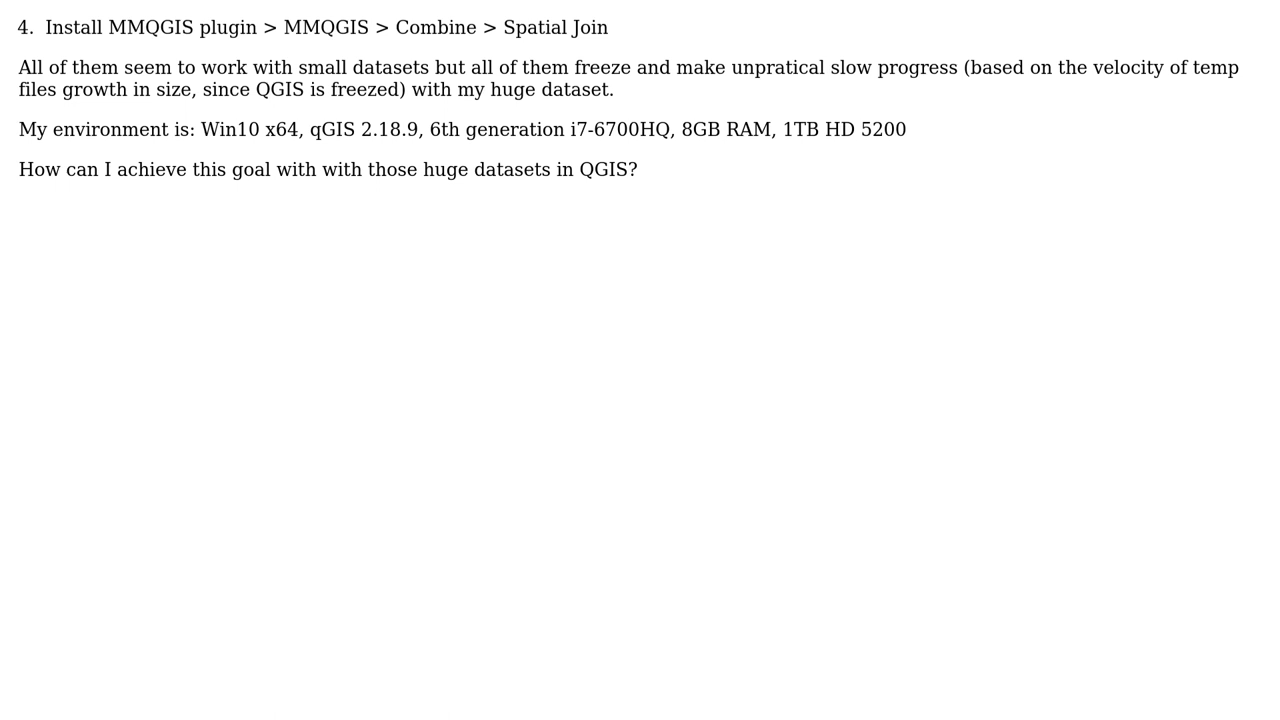 4. Install MMQGIS plugin > MMQGIS > Combine > Spatial Join
All of them seem to work with small datasets but all of them freeze and make unpratical slow progress (based on the velocity of temp
files growth in size, since QGIS is freezed) with my huge dataset.
My environment is: Win10 x64, qGIS 2.18.9, 6th generation i7-6700HQ, 8GB RAM, 1TB HD 5200
How can I achieve this goal with with those huge datasets in QGIS?